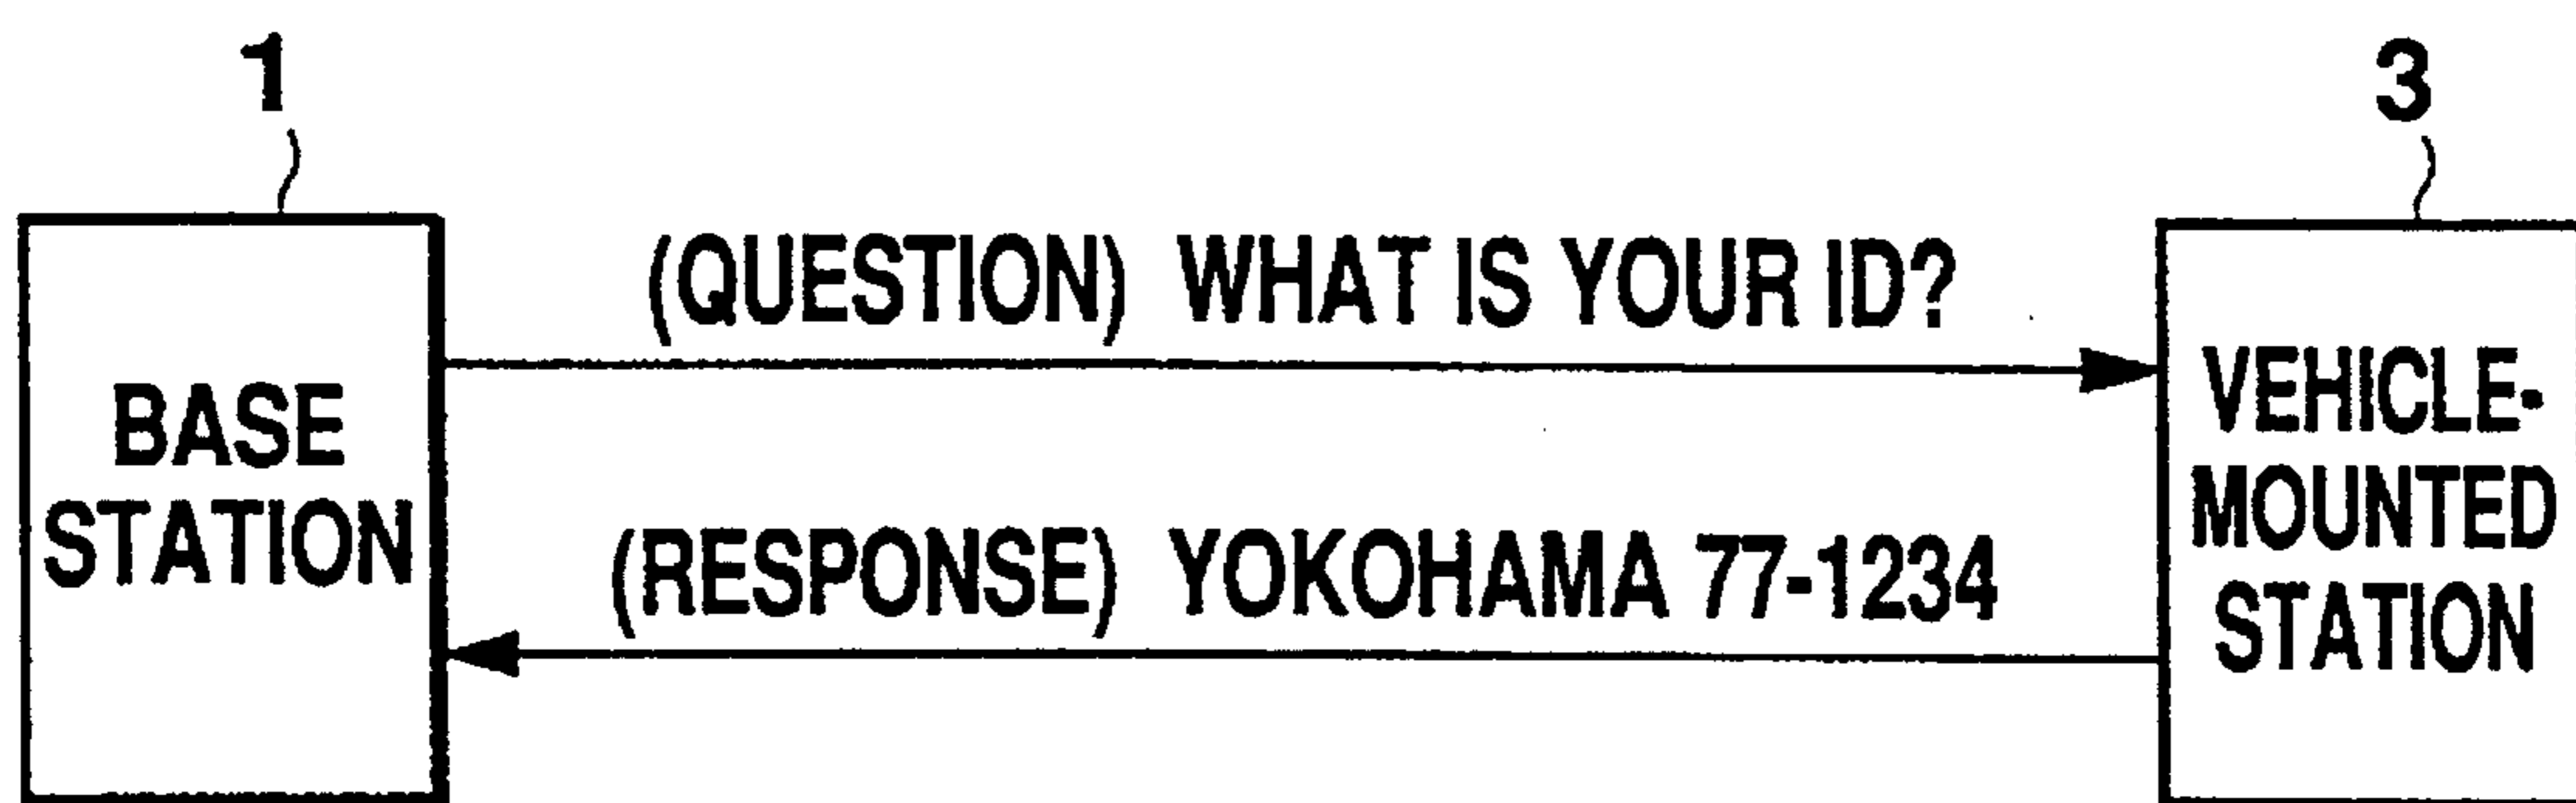 1
3
(QUESTION) WHAT IS YOUR ID?
BASE
STATION
VEHICLE-
MOUNTED
STATION
(RESPONSE) YOKOHAMA 77-1234